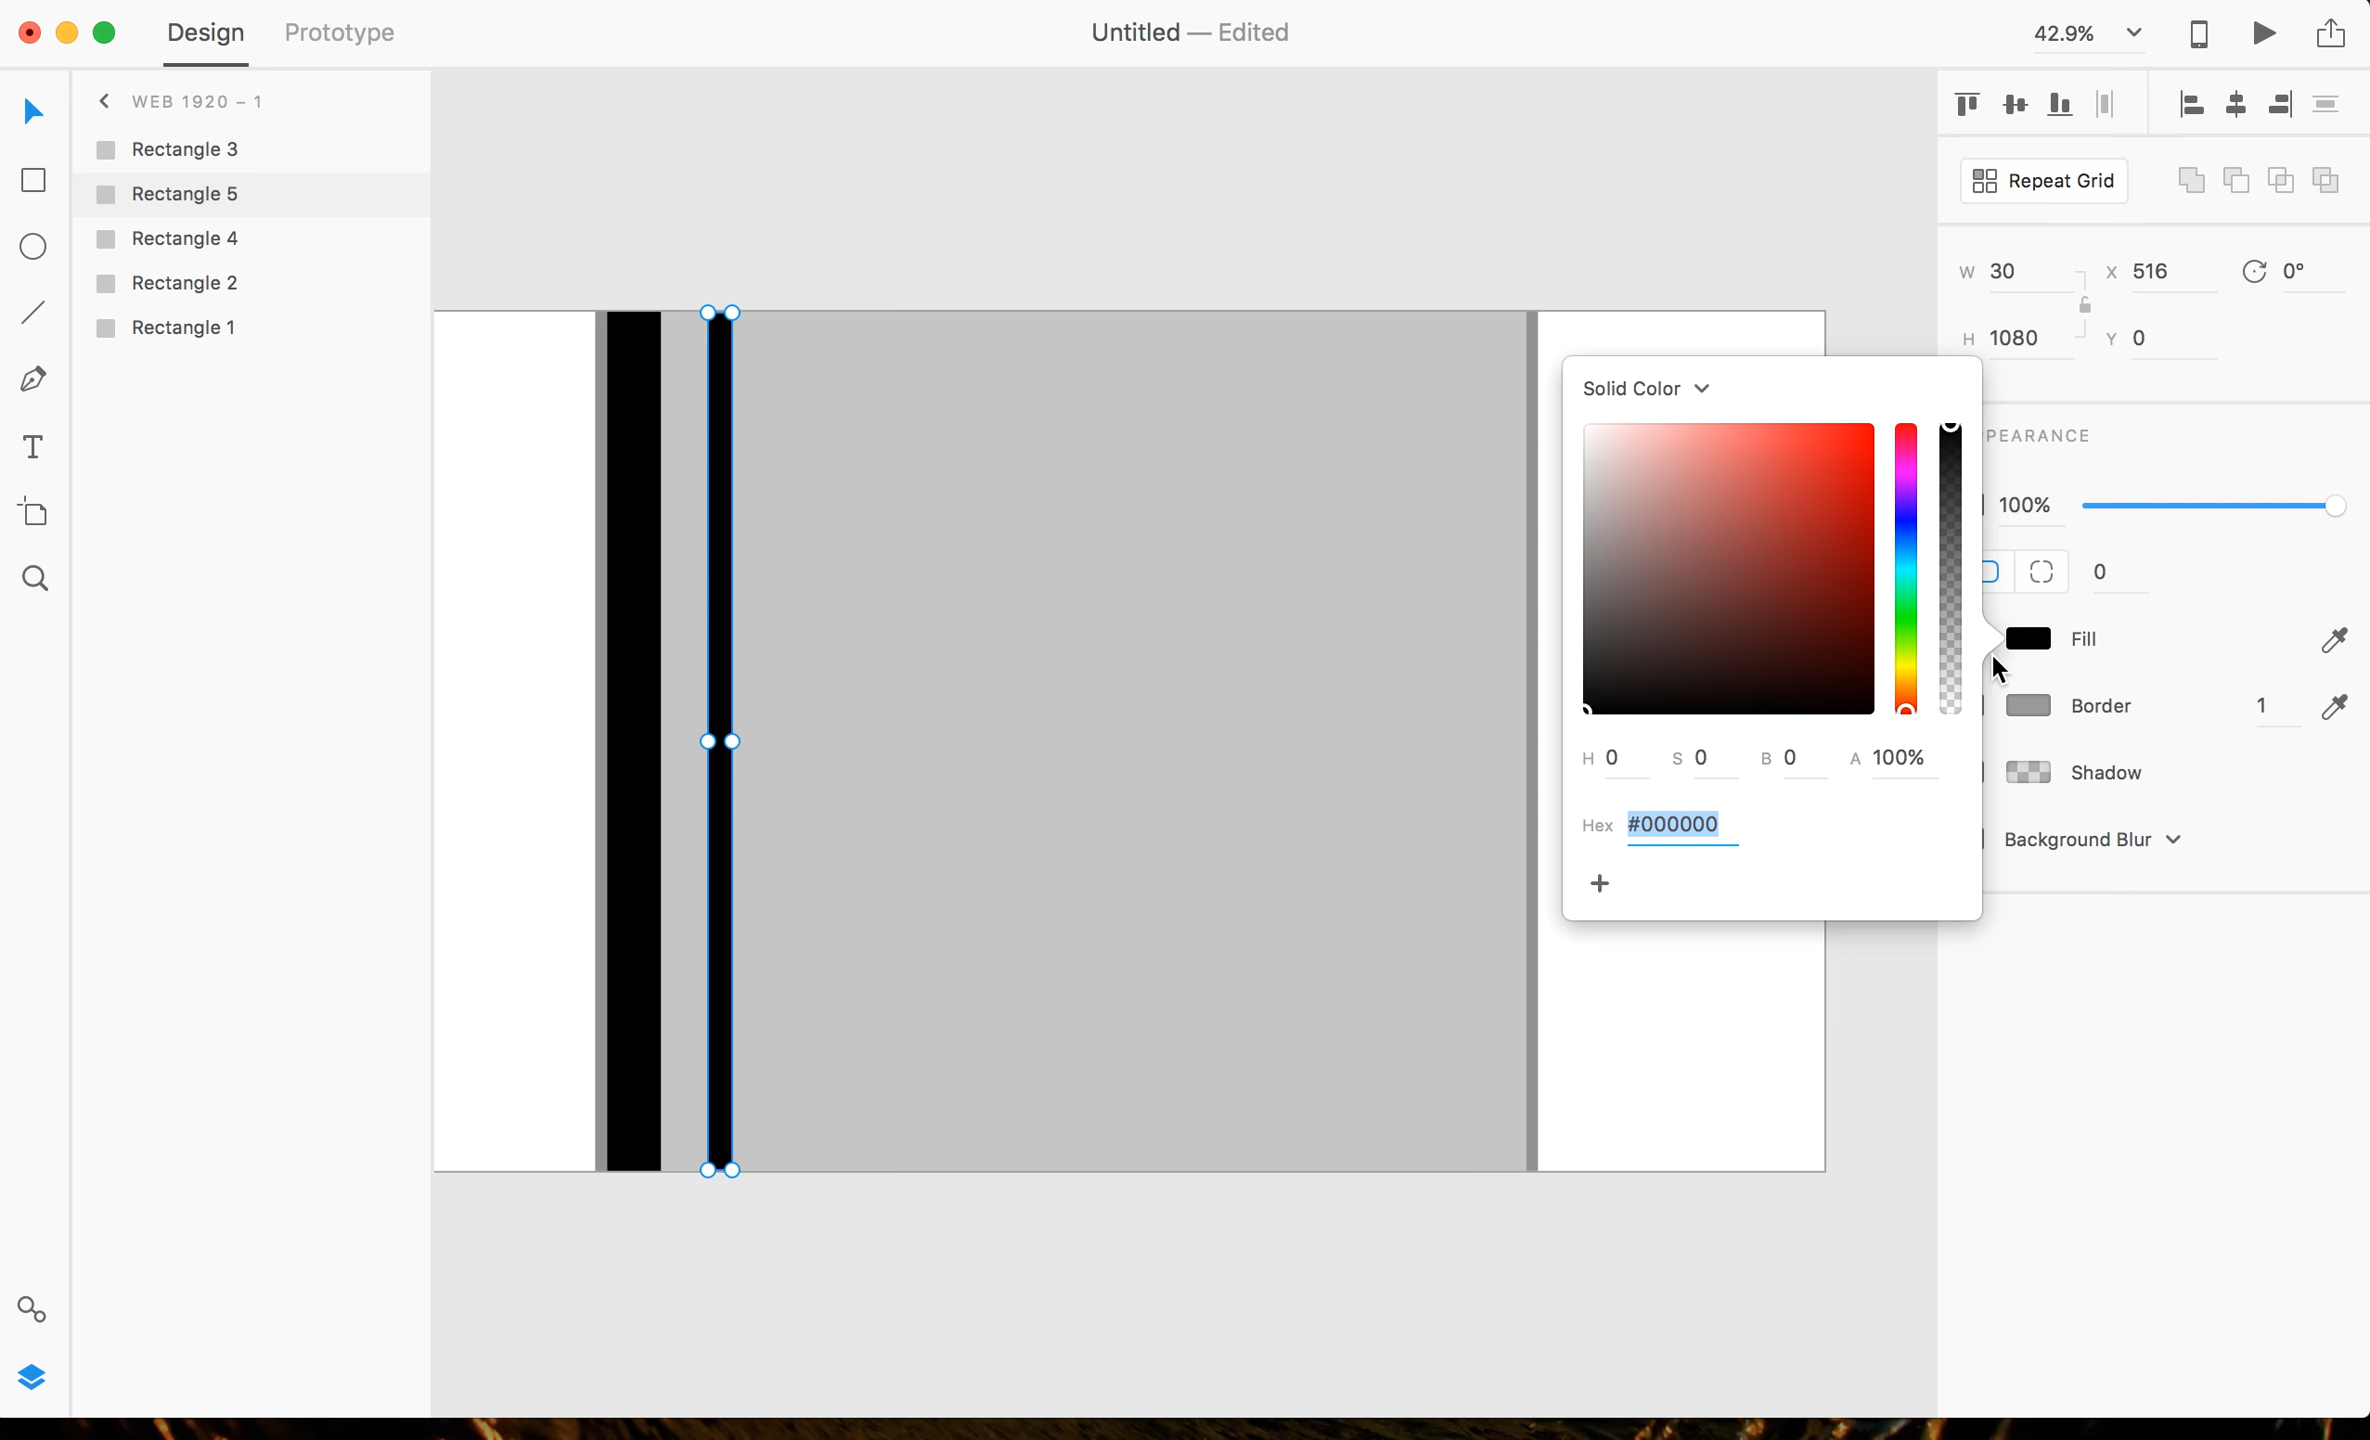 Design Prototype Untitled — Edited 42.9%
WEB 1920 – 1
Rectangle 3
Rectangle 5
Rectangle 4
Rectangle 2
Rectangle 1
Repeat Grid
W 30 X 516 0°
H 1080 Y 0
Solid Color
PEARANCE
100%
0
Fill
Border 1
H 0 S 0 B 0 A 100%
Shadow
Hex #000000
Background Blur